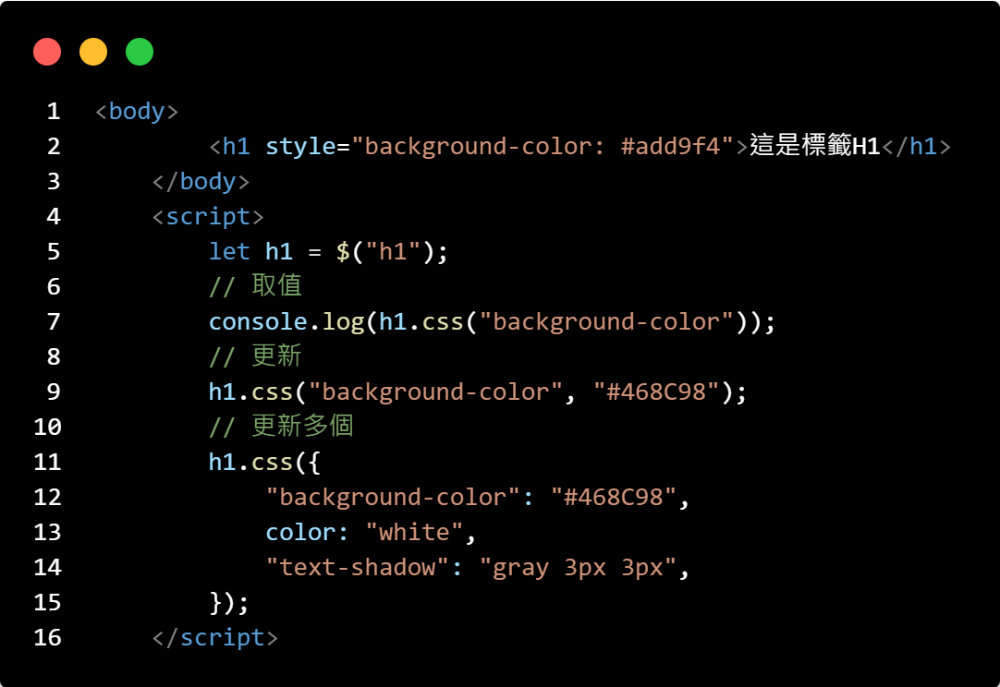 1 <body>
2 <h1 style="background-color: #add9f4">這是標籤H1</h1>
3 </body>
4 <script>
5 let h1 = $("h1");
6 // 取值
7 console.log(h1.css("background-color"));
8 // 更新
9 h1.css("background-color", "#468C98");
10 // 更新多個
11 h1.css({
12 "background-color": "#468C98",
13 color: "white",
14 "text-shadow": "gray 3px 3px",
15 });
16 </script>